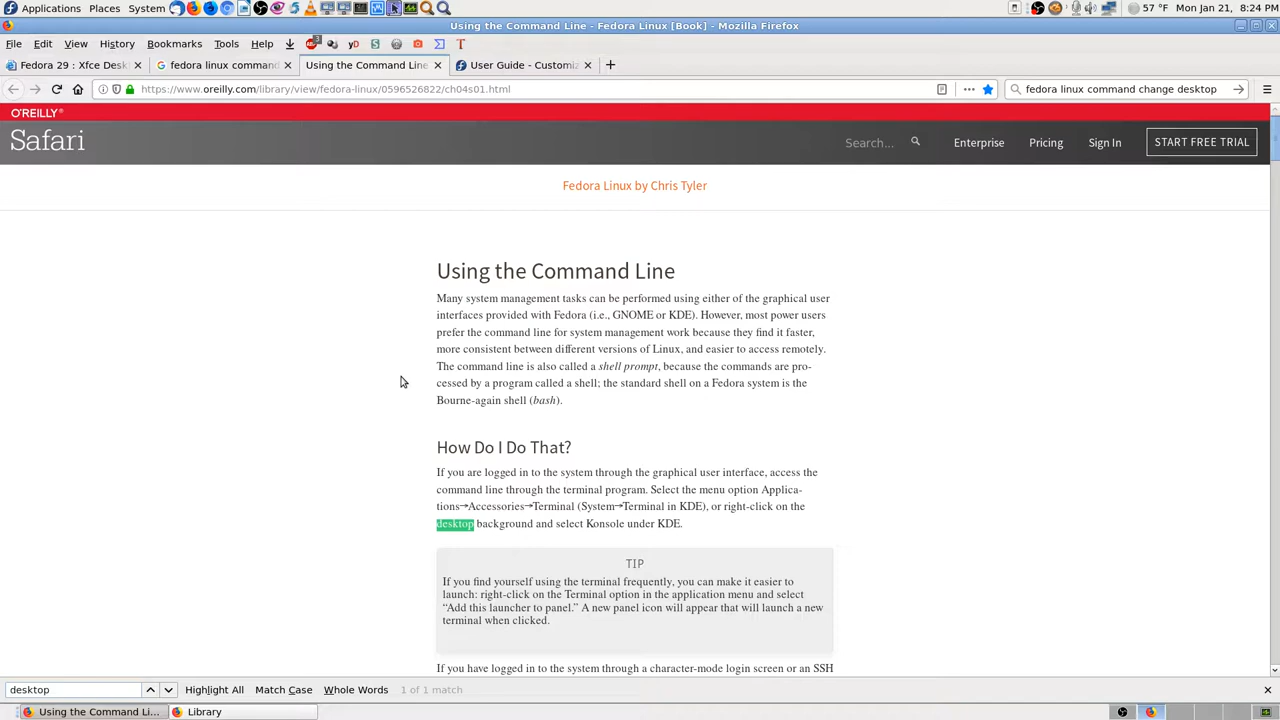 Applications Places System 57 °F Mon Jan 21, 8:24 PM
Using the Command Line - Fedora Linux [Book] - Mozilla Firefox
File Edit View History Bookmarks Tools Help
Fedora 29 : Xfce Desk fedora linux command Using the Command Line User Guide - Customiz
https://www.oreilly.com/library/view/fedora-linux/0596526822/ch04s01.html fedora linux command change desktop
O'REILLY®
Safari Search... Enterprise Pricing Sign In START FREE TRIAL
Fedora Linux by Chris Tyler
Using the Command Line
Many system management tasks can be performed using either of the graphical user
interfaces provided with Fedora (i.e., GNOME or KDE). However, most power users
prefer the command line for system management work because they find it faster,
more consistent between different versions of Linux, and easier to access remotely.
The command line is also called a shell prompt, because the commands are pro-
cessed by a program called a shell; the standard shell on a Fedora system is the
Bourne-again shell (bash).
How Do I Do That?
If you are logged in to the system through the graphical user interface, access the
command line through the terminal program. Select the menu option Applica-
tions→Accessories→Terminal (System→Terminal in KDE), or right-click on the
desktop background and select Konsole under KDE.
TIP
If you find yourself using the terminal frequently, you can make it easier to
launch: right-click on the Terminal option in the application menu and select
“Add this launcher to panel.” A new panel icon will appear that will launch a new
terminal when clicked.
If you have logged in to the system through a character-mode login screen or an SSH
desktop Highlight All Match Case Whole Words 1 of 1 match
Using the Command Li... Library